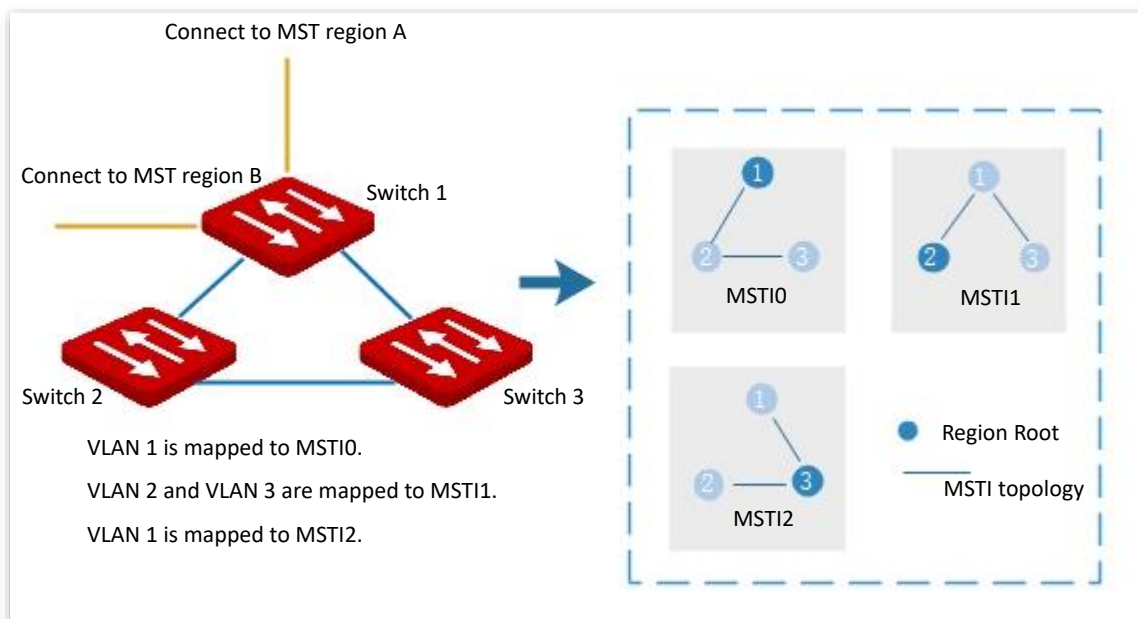 Connect to MST region A
Connect to MST region B
Switch 1
Switch 2
Switch 3
VLAN 1 is mapped to MSTI0.
VLAN 2 and VLAN 3 are mapped to MSTI1.
VLAN 1 is mapped to MSTI2.
1
2
3
MSTI0
1
2
3
MSTI1
1
2
3
MSTI2
Region Root
MSTI topology